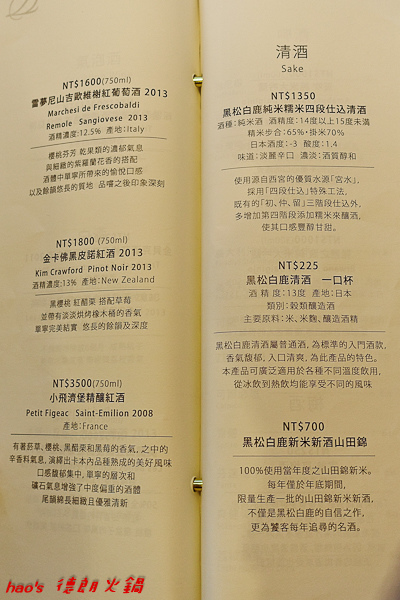 NT$1600(750ml)
雷夢尼山吉歐維榭紅葡萄酒 2013
Marchesi de Frescobaldi
Remole Sangiovese 2013
酒精濃度:12.5% 產地:Italy
櫻桃芬芳 乾果類的濃郁氣息
與細緻的紫羅蘭花香的搭配
酒體中單寧所帶來的愉悅口感
以及餘韻悠長的質地 品嚐之後印象深刻
NT$1800 (750ml)
金卡佛黑皮諾紅酒 2013
Kim Crawford Pinot Noir 2013
酒精濃度:13% 產地:New Zealand
黑櫻桃 紅醋栗 搭配草莓
並帶有淡淡烘烤橡木桶的香氣
單寧完美結實 悠長的餘韻及深度
NT$3500(750ml)
小飛濟堡精釀紅酒
Petit Figeac Saint-Emilion 2008
產地:France
有著菸草、櫻桃、黑醋栗和黑莓的香氣, 之中的
辛香料氣息, 演繹出卡本內品種熟成的美好風味
口感馥郁集中, 單寧的層次和
礦石氣息增強了中度偏重的酒體
尾韻綿長細緻且優雅清新
清酒
Sake
NT$1350
黑松白鹿純米糯米四段仕込清酒
酒種:純米酒 酒精度:14度以上15度未滿
精米步合:65%・掛米70%
日本酒度:-3 酸度:1.4
味道:淡麗辛口 濃淡:酒質醇和
使用源自西宮的優質水源「宮水」,
採用「四段仕込」特殊工法,
既有的「初、仲、留」三階段仕込外,
多增加第四階段添加糯米來釀酒,
使其口感豐醇甘甜。
NT$225
黑松白鹿清酒 一口杯
酒 精 度:13度 產地:日本
類別:穀類釀造酒
主要原料:米、米麴、釀造酒精
黑松白鹿清酒屬普通酒, 為標準的入門酒款,
香氣馥郁, 入口清爽, 為此產品的特色。
本產品可廣泛適用於各種不同溫度飲用,
從冰飲到熱飲均能享受不同的風味
NT$700
黑松白鹿新米新酒山田錦
100%使用當年度之山田錦新米。
每年僅於年底期間,
限量生產一批的山田錦新米新酒,
不僅是黑松白鹿的自信之作,
更為饕客每年追尋的名酒。
hao's 德朗火鍋